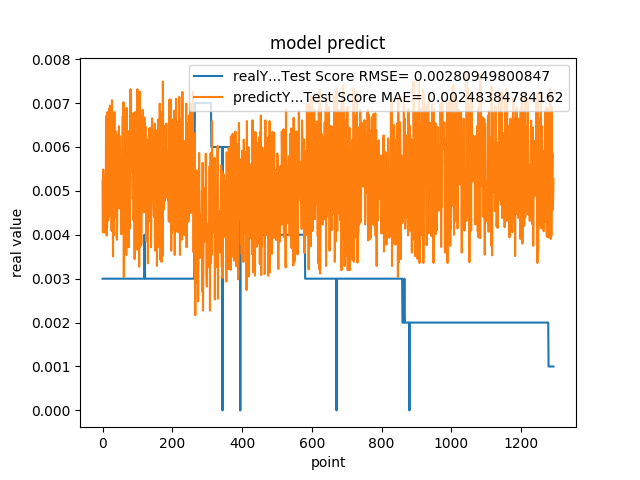 model predict
realY...Test Score RMSE= 0.00280949800847
predictY...Test Score MAE= 0.00248384784162
0.008
0.007
0.006
0.005
0.004
0.003
0.002
0.001
0.000
real value
0 200 400 600 800 1000 1200
point